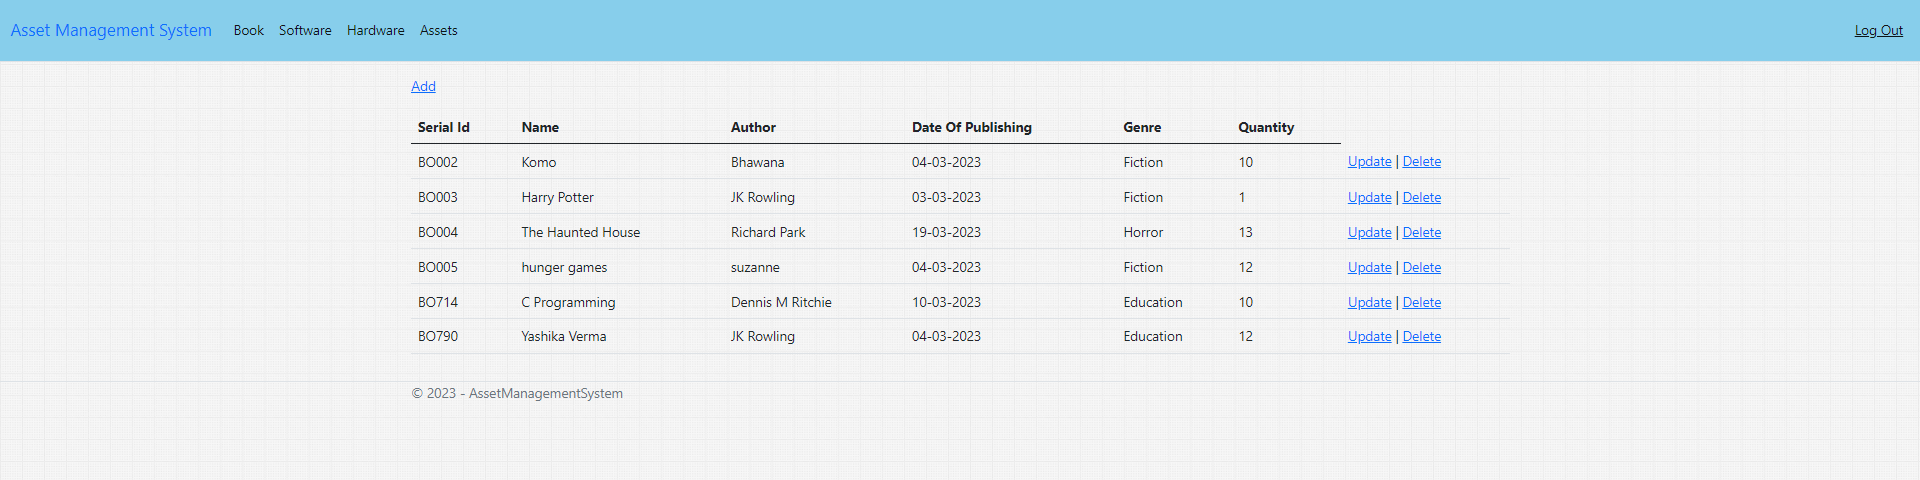 Asset Management System Book Software Hardware Assets Log Out
Add
Serial Id Name Author Date Of Publishing Genre Quantity
BO002 Komo Bhawana 04-03-2023 Fiction 10 Update | Delete
BO003 Harry Potter JK Rowling 03-03-2023 Fiction 1 Update | Delete
BO004 The Haunted House Richard Park 19-03-2023 Horror 13 Update | Delete
BO005 hunger games suzanne 04-03-2023 Fiction 12 Update | Delete
BO714 C Programming Dennis M Ritchie 10-03-2023 Education 10 Update | Delete
BO790 Yashika Verma JK Rowling 04-03-2023 Education 12 Update | Delete
© 2023 - AssetManagementSystem